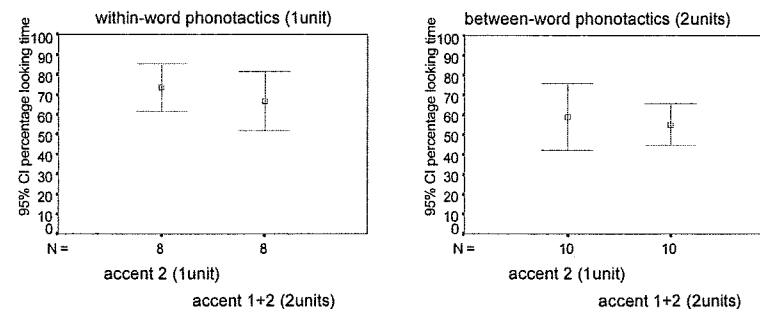 within-word phonotactics (1unit)
95% CI percentage looking time
100
90
80
70
60
50
40
30
20
10
0
N = 8 8
accent 2 (1unit)
accent 1+2 (2units)
between-word phonotactics (2units)
95% CI percentage looking time
100
90
80
70
60
50
40
30
20
10
0
N = 10 10
accent 2 (1unit)
accent 1+2 (2units)